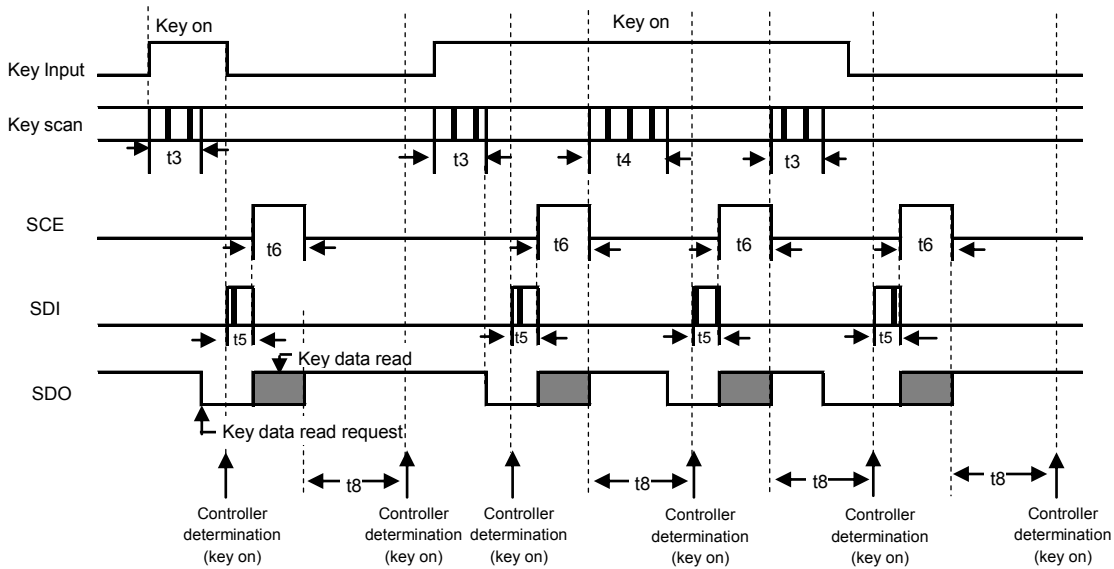 Key on
Key on
Key Input
Key scan
t3
t3
t4
t3
SCE
t6
t6
t6
t6
SDI
t5
t5
t5
t5
Key data read
SDO
Key data read request
t8
t8
t8
t8
Controller
determination
(key on)
Controller
determination
(key on)
Controller
determination
(key on)
Controller
determination
(key on)
Controller
determination
(key on)
Controller
determination
(key on)